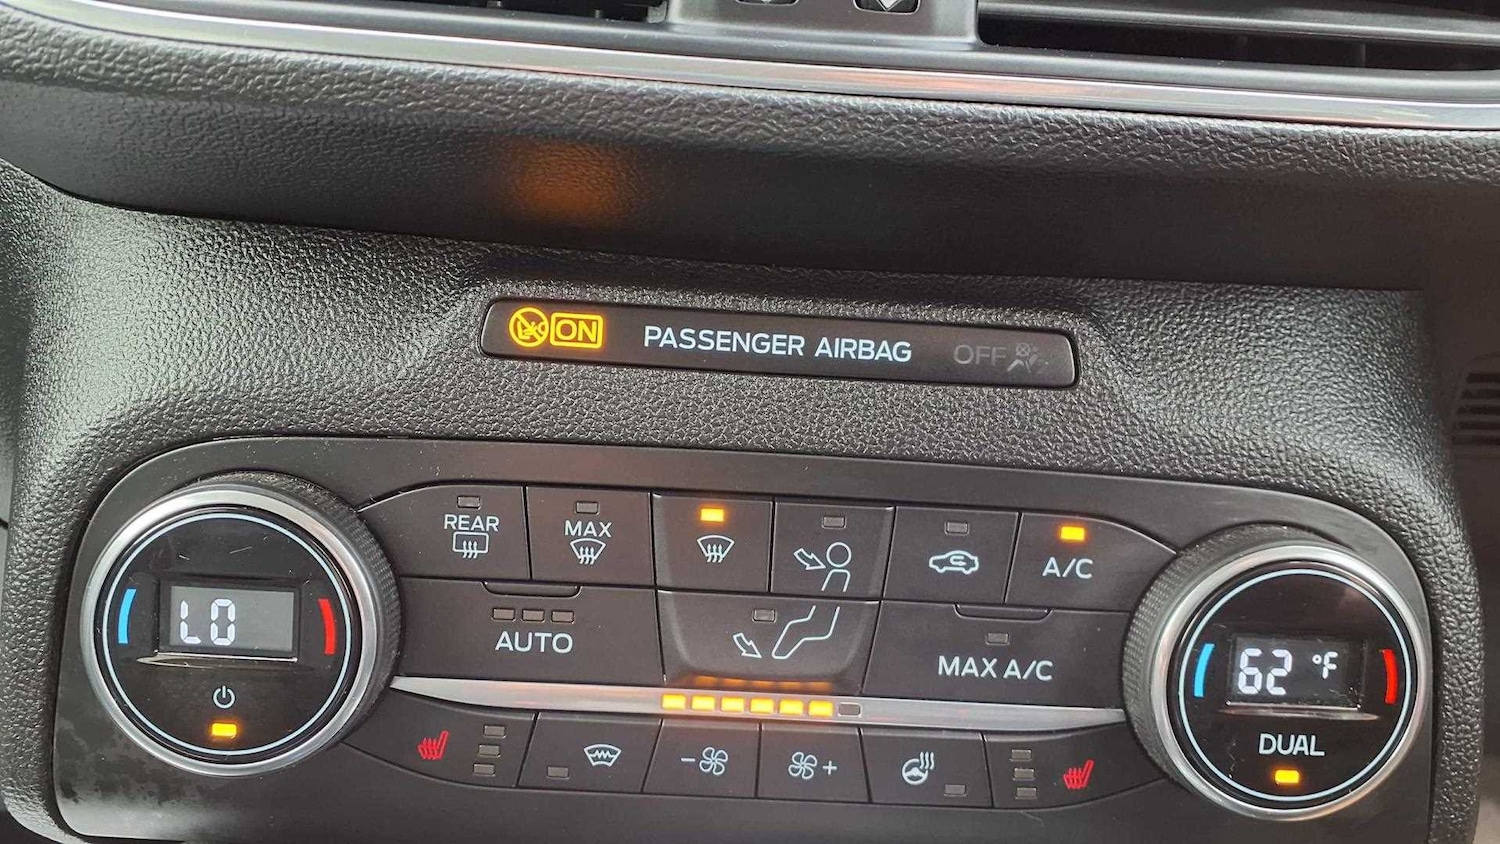 ON PASSENGER AIRBAG OFF
REAR
MAX
A/C
AUTO
MAX A/C
LO
62 °F
DUAL
- +